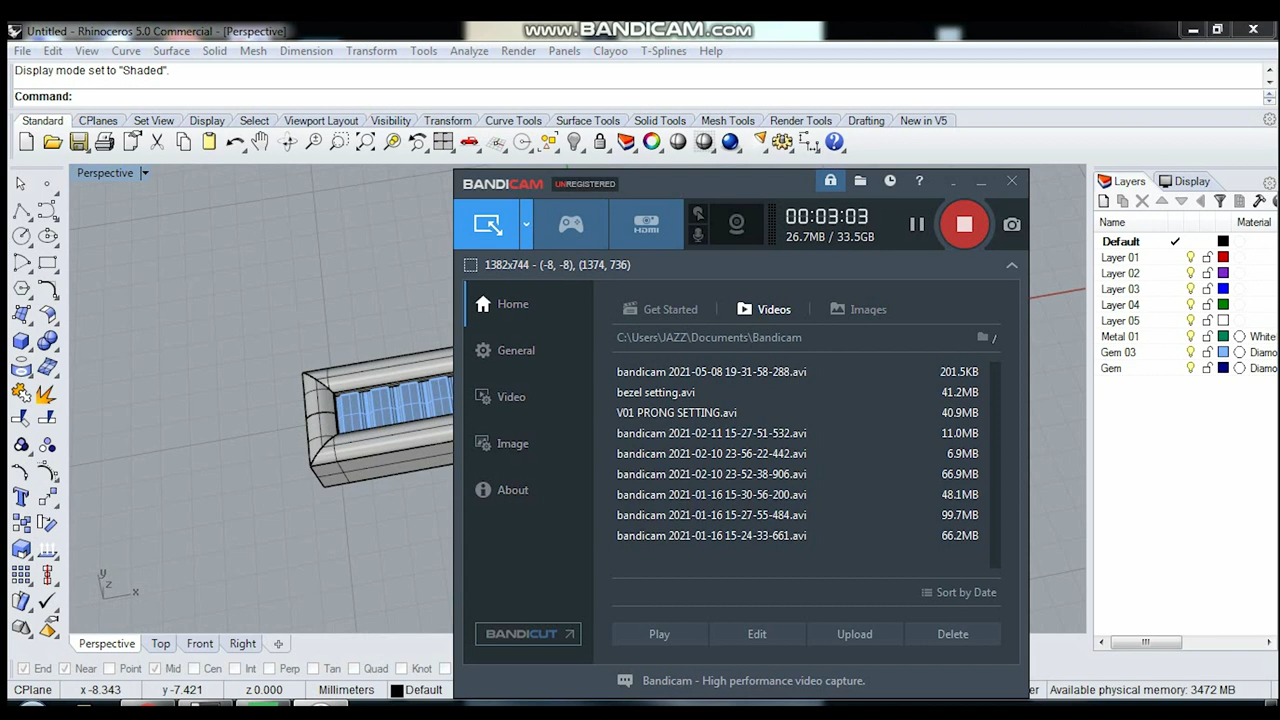 www.BANDICAM.com
Untitled - Rhinoceros 5.0 Commercial - [Perspective]
File Edit View Curve Surface Solid Mesh Dimension Transform Tools Analyze Render Panels Clayoo T-Splines Help
Display mode set to "Shaded".
Command:
Standard CPlanes Set View Display Select Viewport Layout Visibility Transform Curve Tools Surface Tools Solid Tools Mesh Tools Render Tools Drafting New in V5
Perspective
BANDICAM UNREGISTERED
00:03:03
26.7MB / 33.5GB
HDMI
1382x744 - (-8, -8), (1374, 736)
Home
General
Video
Image
About
BANDICUT
Get Started Videos Images
C:\Users\JAZZ\Documents\Bandicam
bandicam 2021-05-08 19-31-58-288.avi 201.5KB
bezel setting.avi 41.2MB
V01 PRONG SETTING.avi 40.9MB
bandicam 2021-02-11 15-27-51-532.avi 11.0MB
bandicam 2021-02-10 23-56-22-442.avi 6.9MB
bandicam 2021-02-10 23-52-38-906.avi 66.9MB
bandicam 2021-01-16 15-30-56-200.avi 48.1MB
bandicam 2021-01-16 15-27-55-484.avi 99.7MB
bandicam 2021-01-16 15-24-33-661.avi 66.2MB
Sort by Date
Play Edit Upload Delete
Bandicam - High performance video capture.
Layers Display
Name Material
Default
Layer 01
Layer 02
Layer 03
Layer 04
Layer 05
Metal 01 White
Gem 03 Diamo
Gem Diamo
y
z
x
Perspective Top Front Right
End Near Point Mid Cen Int Perp Tan Quad Knot
CPlane x -8.343 y -7.421 z 0.000 Millimeters Default Available physical memory: 3472 MB